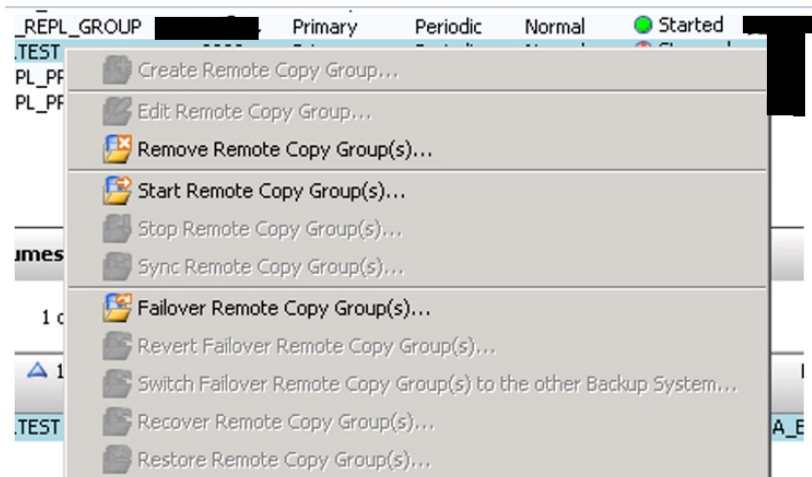 _REPL_GROUP Primary Periodic Normal Started
.TEST
PL_PF
Create Remote Copy Group...
PL_PF
Edit Remote Copy Group...
Remove Remote Copy Group(s)...
Start Remote Copy Group(s)...
Stop Remote Copy Group(s)...
umes
Sync Remote Copy Group(s)...
1 c
Failover Remote Copy Group(s)...
Revert Failover Remote Copy Group(s)...
1
Switch Failover Remote Copy Group(s) to the other Backup System...
.TEST
Recover Remote Copy Group(s)...
A_E
Restore Remote Copy Group(s)...